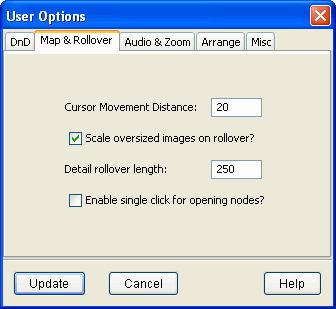 User Options
DnD Map & Rollover Audio & Zoom Arrange Misc
Cursor Movement Distance: 20
Scale oversized images on rollover?
Detail rollover length: 250
Enable single click for opening nodes?
Update Cancel Help